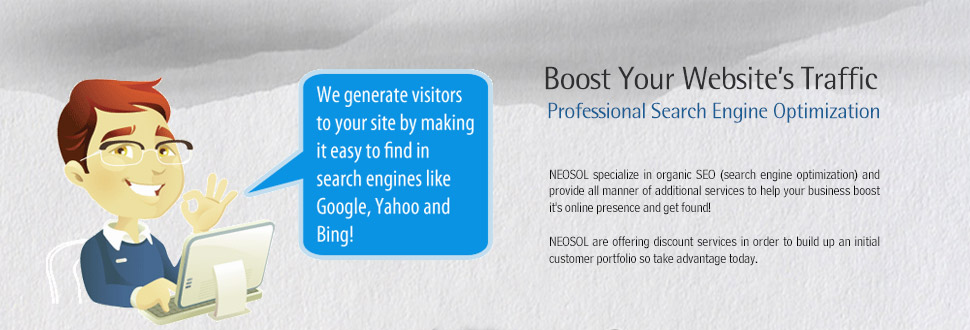 We generate visitors
to your site by making
it easy to find in
search engines like
Google, Yahoo and
Bing!
Boost Your Website's Traffic
Professional Search Engine Optimization
NEOSOL specialize in organic SEO (search engine optimization) and
provide all manner of additional services to help your business boost
it's online presence and get found!
NEOSOL are offering discount services in order to build up an initial
customer portfolio so take advantage today.